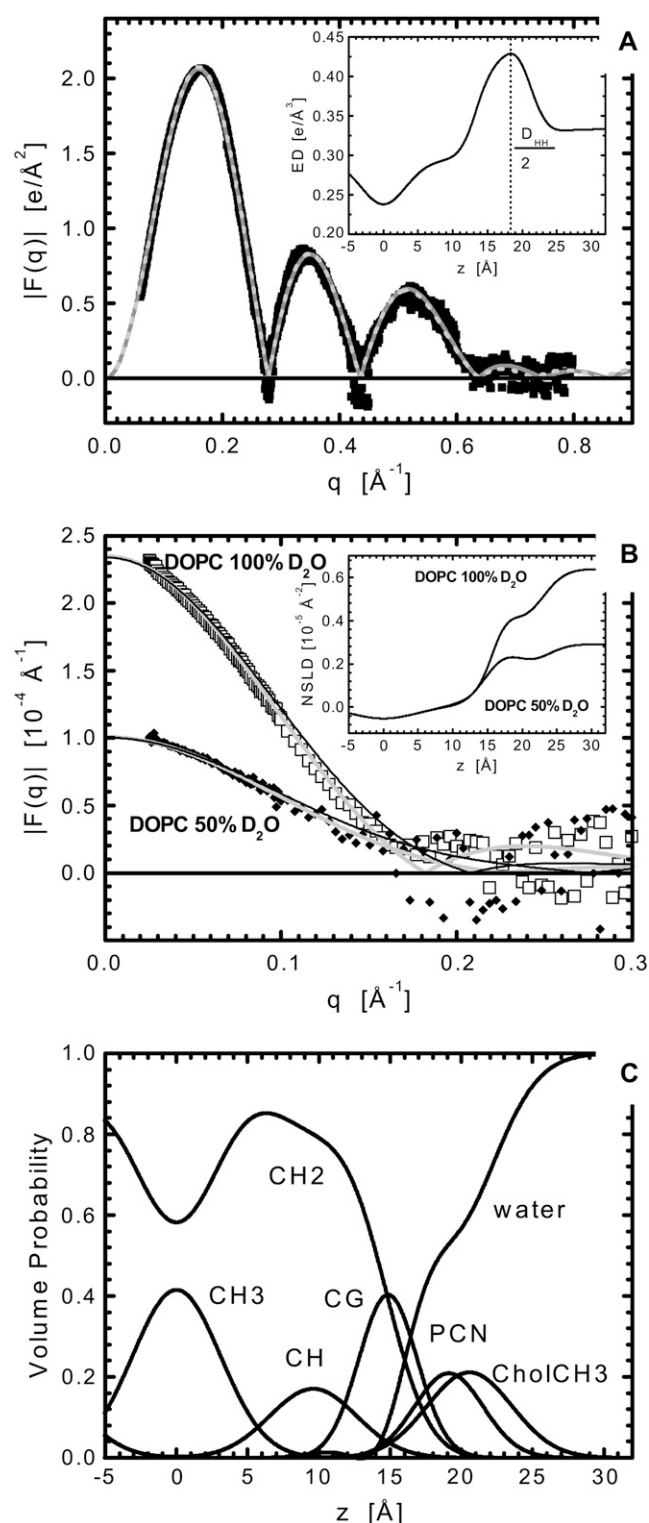 A
|F(q)| [e/Å²]
2.0
1.5
1.0
0.5
0.0
0.0 0.2 0.4 0.6 0.8
q [Å⁻¹]
ED [e/Å³]
0.45
0.40
0.35
0.30
0.25
0.20
D_HH
2
-5 0 5 10 15 20 25 30
z [Å]
B
|F(q)| [10⁻⁴ Å⁻¹]
2.5
2.0
1.5
1.0
0.5
0.0
DOPC 100% D₂O
DOPC 50% D₂O
0.0 0.1 0.2 0.3
q [Å⁻¹]
NSLD [10⁻⁵ Å⁻²]
0.6
0.4
0.2
0.0
DOPC 100% D₂O
DOPC 50% D₂O
-5 0 5 10 15 20 25 30
z [Å]
C
Volume Probability
1.0
0.8
0.6
0.4
0.2
0.0
CH2
water
CH3
CG
CH
PCN
CholCH3
-5 0 5 10 15 20 25 30
z [Å]